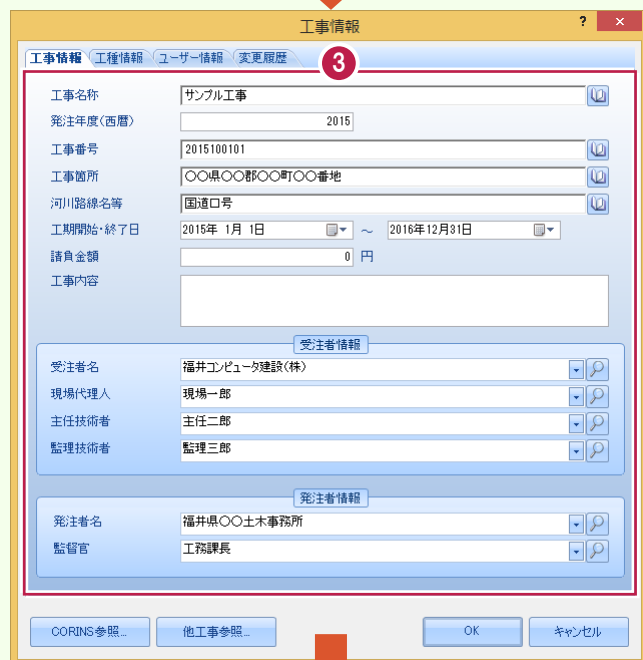 工事情報
? ×
工事情報 工種情報 ユーザー情報 変更履歴
3
工事名称 サンプル工事
発注年度(西暦) 2015
工事番号 2015100101
工事箇所 〇〇県〇〇郡〇〇町〇〇番地
河川路線名等 国道口号
工期開始・終了日 2015年 1月 1日 ～ 2016年12月31日
請負金額 0 円
工事内容
受注者情報
受注者名 福井コンピュータ建設(株)
現場代理人 現場一郎
主任技術者 主任二郎
監理技術者 監理三郎
発注者情報
発注者名 福井県〇〇土木事務所
監督官 工務課長
CORINS参照... 他工事参照... OK キャンセル